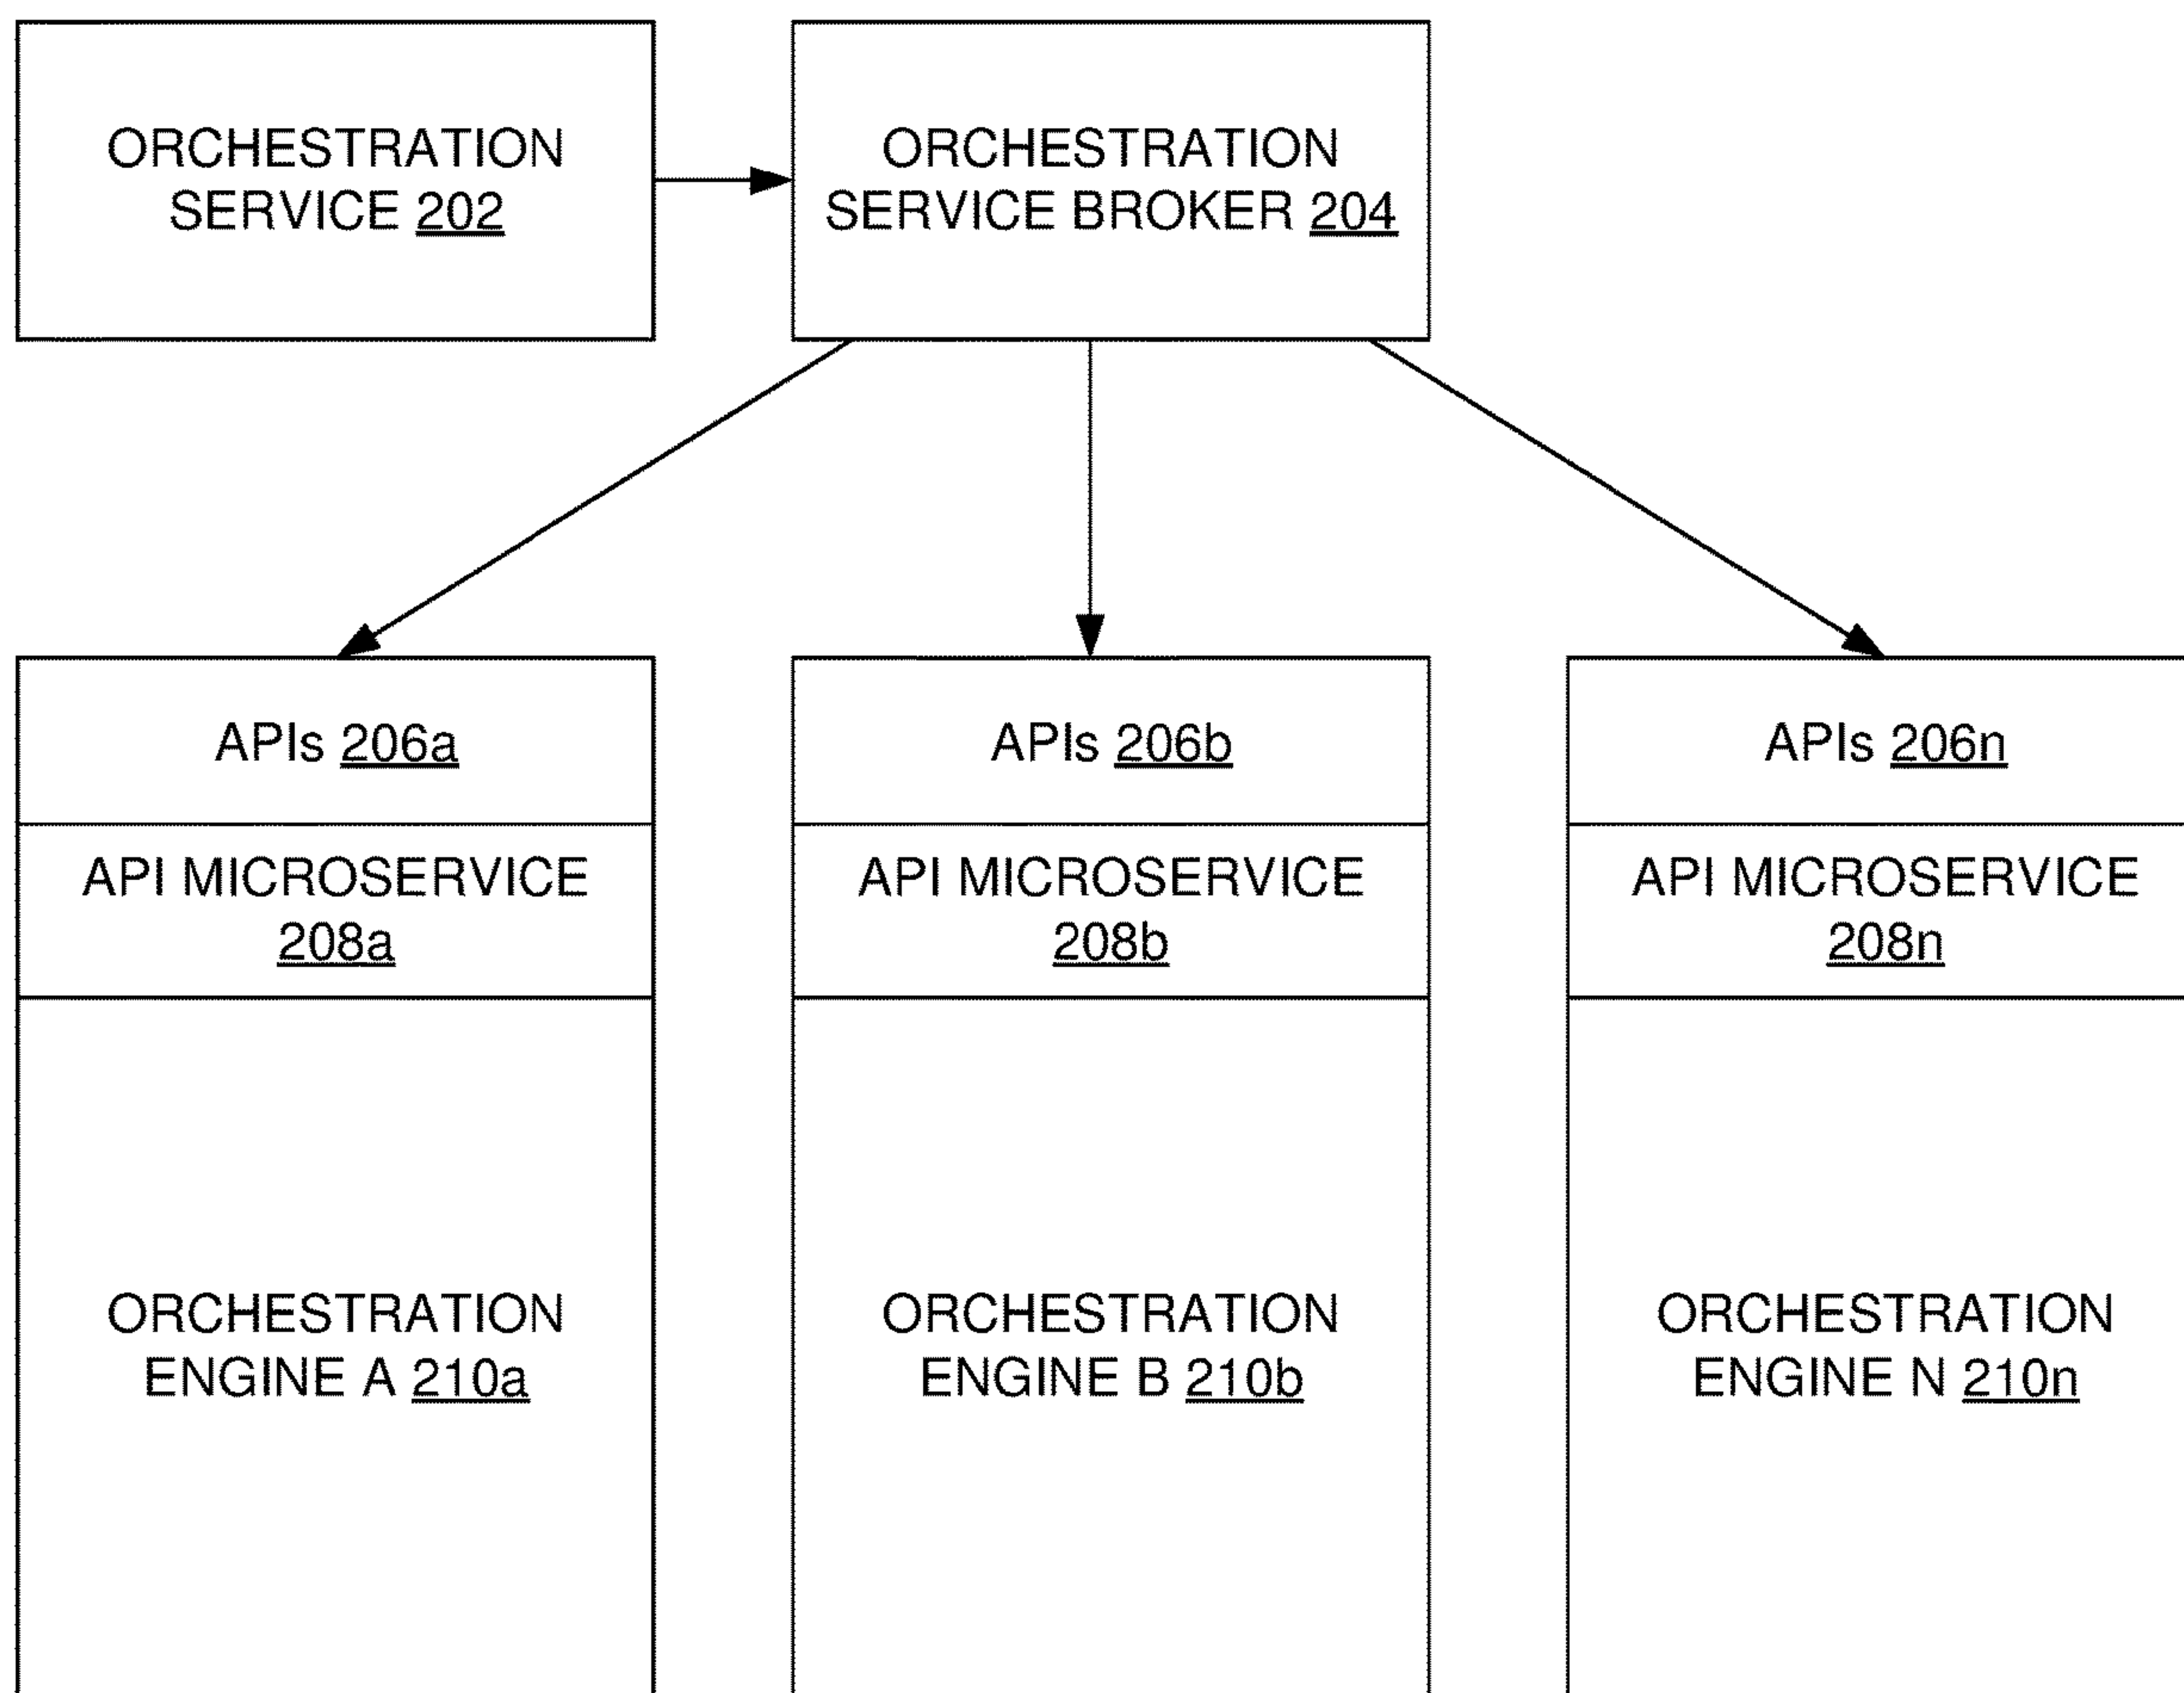 ORCHESTRATION
SERVICE 202
ORCHESTRATION
SERVICE BROKER 204
APIs 206a
API MICROSERVICE
208a
ORCHESTRATION
ENGINE A 210a
APIs 206b
API MICROSERVICE
208b
ORCHESTRATION
ENGINE B 210b
APIs 206n
API MICROSERVICE
208n
ORCHESTRATION
ENGINE N 210n